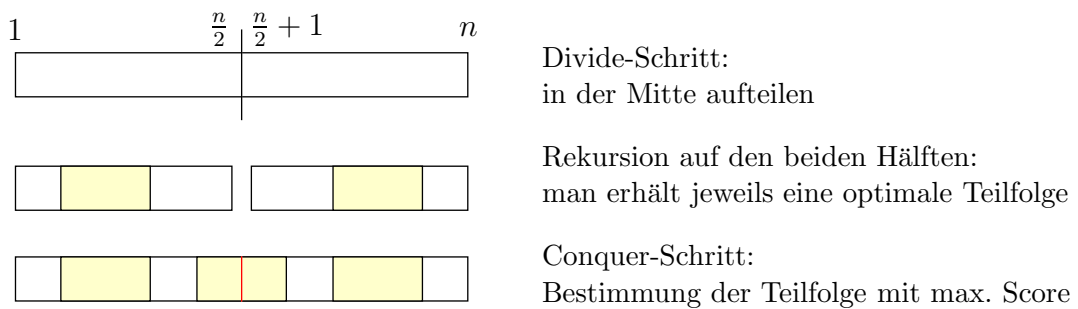 1 n/2 n/2 + 1 n
Divide-Schritt:
in der Mitte aufteilen
Rekursion auf den beiden Hälften:
man erhält jeweils eine optimale Teilfolge
Conquer-Schritt:
Bestimmung der Teilfolge mit max. Score